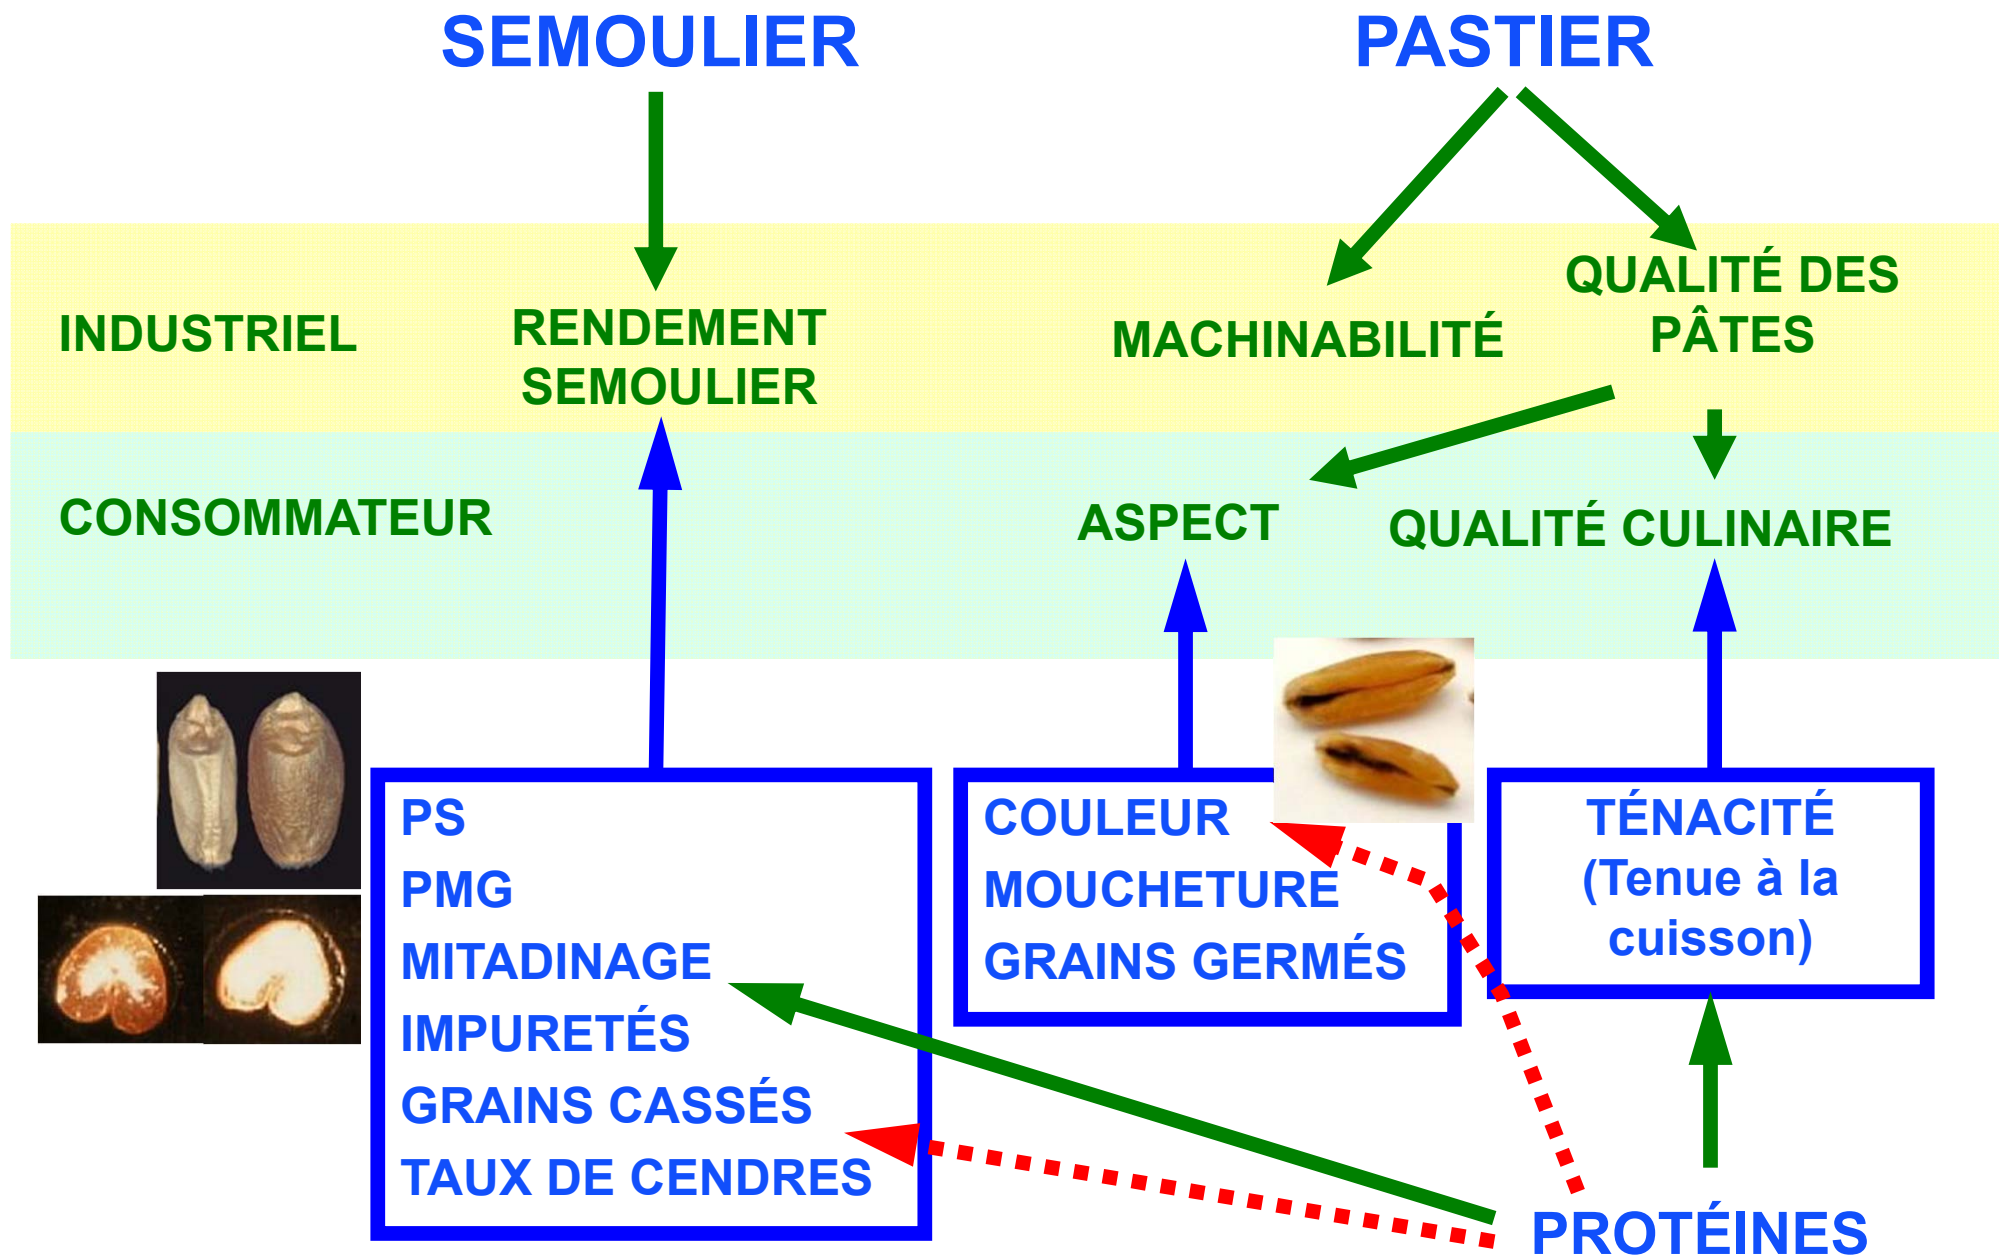 SEMOULIER
PASTIER
INDUSTRIEL
RENDEMENT
SEMOULIER
MACHINABILITÉ
QUALITÉ DES
PÂTES
CONSOMMATEUR
ASPECT
QUALITÉ CULINAIRE
PS
PMG
MITADINAGE
IMPURETÉS
GRAINS CASSÉS
TAUX DE CENDRES
COULEUR
MOUCHETURE
GRAINS GERMÉS
TÉNACITÉ
(Tenue à la
cuisson)
PROTÉINES